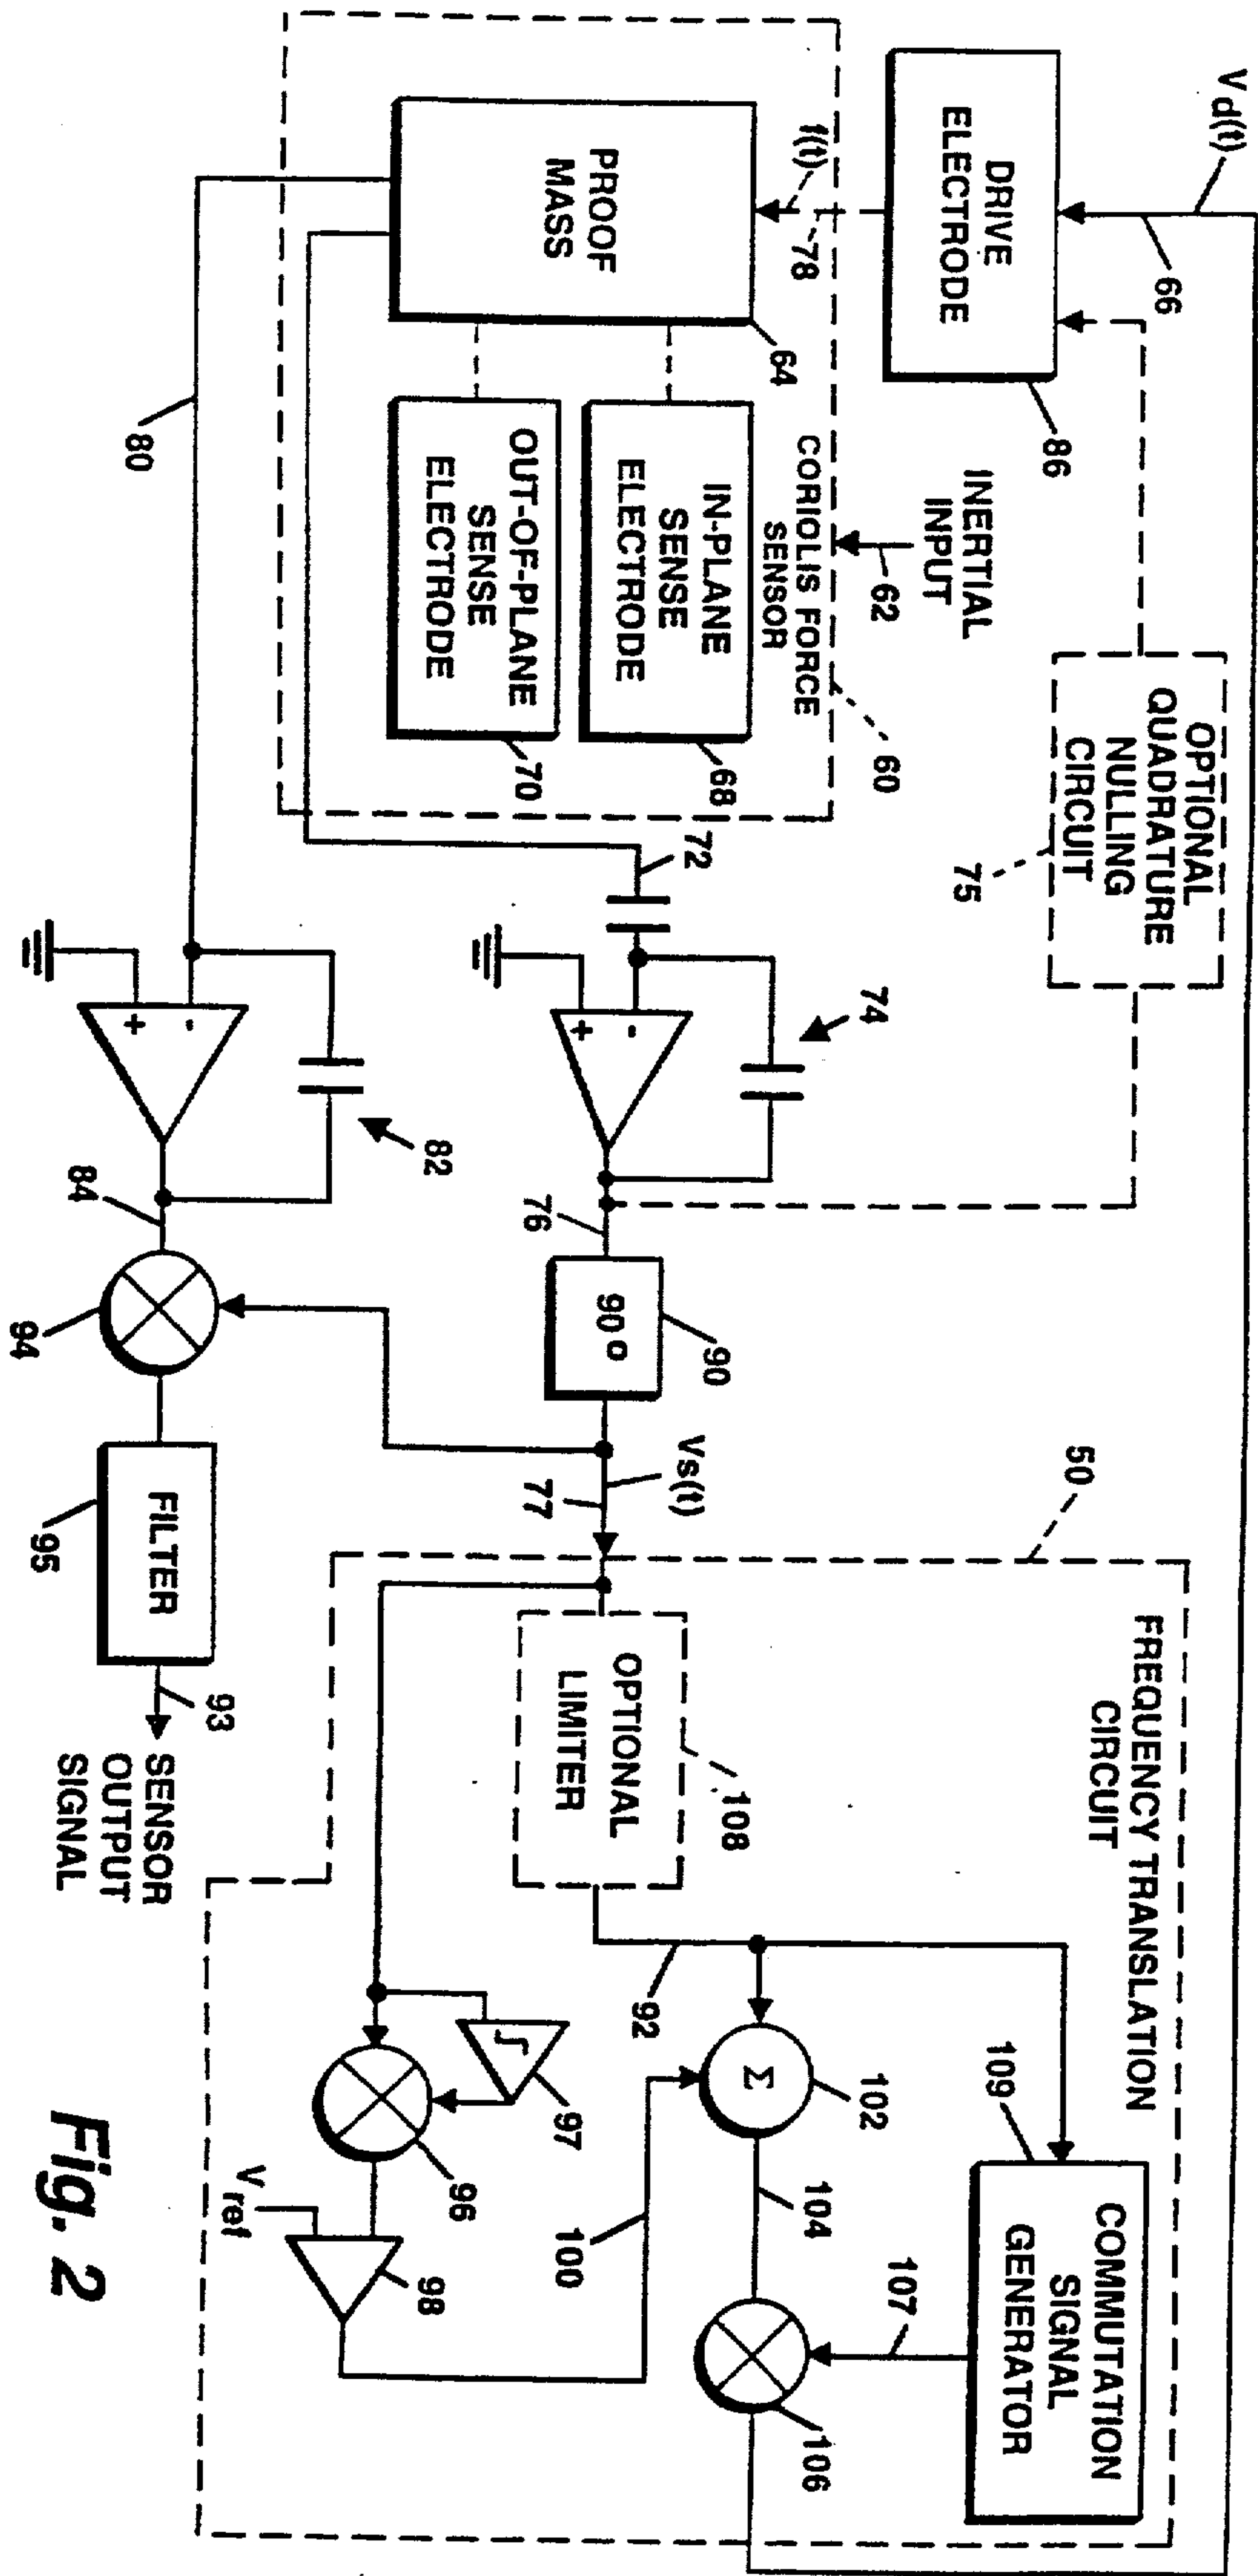 Vd(t)
66
DRIVE
ELECTRODE
86
OPTIONAL
QUADRATURE
NULLING
CIRCUIT
75
f(t)
78
INERTIAL
INPUT
62
60
CORIOLIS FORCE
SENSOR
PROOF
MASS
64
IN-PLANE
SENSE
ELECTRODE
68
OUT-OF-PLANE
SENSE
ELECTRODE
70
72
74
-
+
76
90°
90
Vs(t)
77
80
82
-
+
84
94
FILTER
95
93
SENSOR
OUTPUT
SIGNAL
50
FREQUENCY TRANSLATION
CIRCUIT
OPTIONAL
LIMITER
108
92
Σ
102
104
106
107
109
COMMUTATION
SIGNAL
GENERATOR
97
96
98
Vref
100
Fig. 2